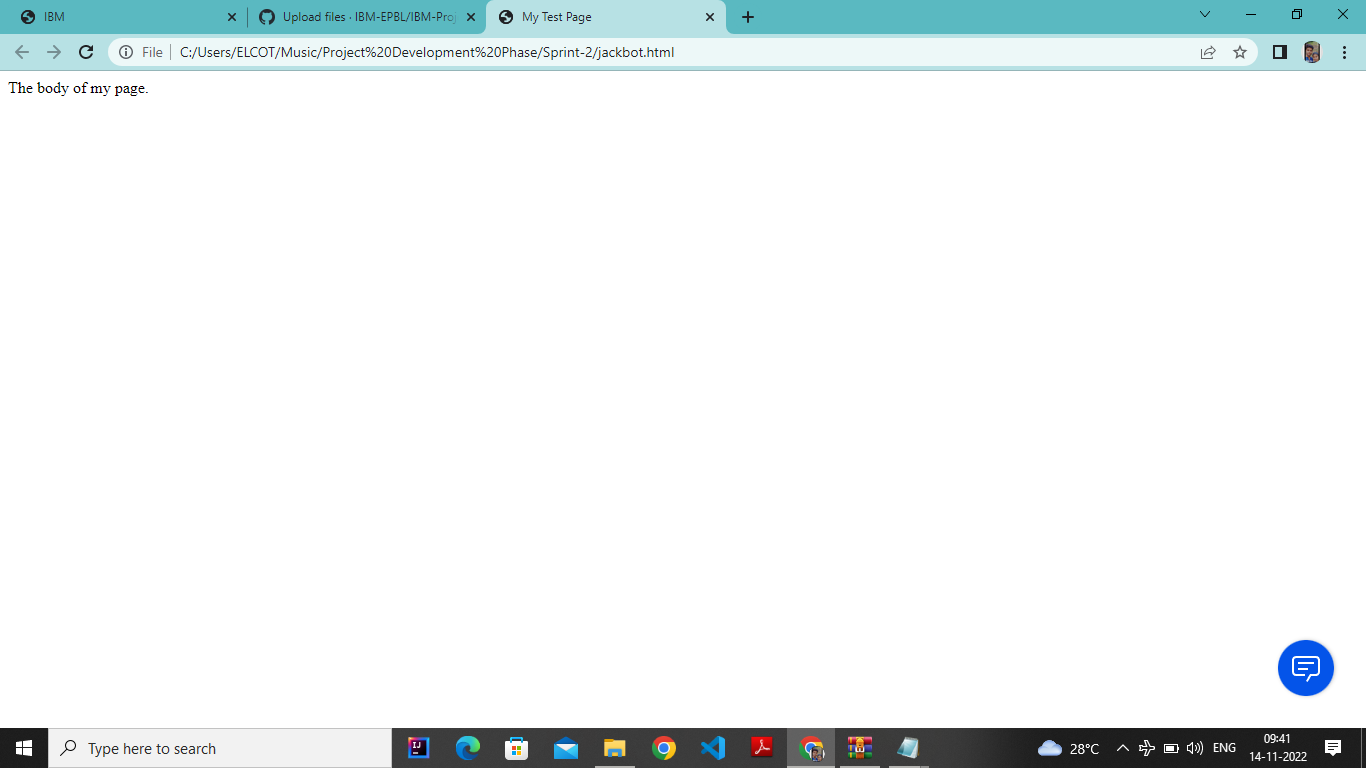 IBM
Upload files · IBM-EPBL/IBM-Proj
My Test Page
File
C:/Users/ELCOT/Music/Project%20Development%20Phase/Sprint-2/jackbot.html
The body of my page.
Type here to search
IJ
28°C
ENG
09:41
14-11-2022